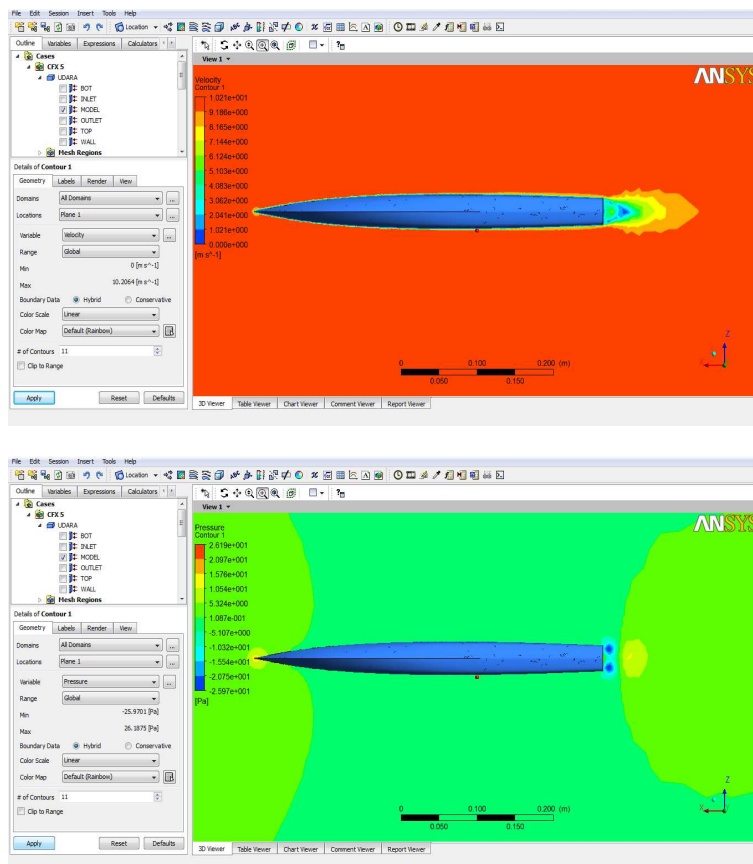 File Edit Session Insert Tools Help
Location
Outline Variables Expressions Calculators
Cases
CFX 5
UDARA
BOT
INLET
MODEL
OUTLET
TOP
WALL
Mesh Regions
Details of Contour 1
Geometry Labels Render View
Domains All Domains ...
Locations Plane 1 ...
Variable Velocity ...
Range Global
Min 0 [m s^-1]
Max 10.2064 [m s^-1]
Boundary Data Hybrid Conservative
Color Scale Linear
Color Map Default (Rainbow)
# of Contours 11
Clip to Range
Apply Reset Defaults
View 1
Velocity
Contour 1
1.021e+001
9.186e+000
8.165e+000
7.144e+000
6.124e+000
5.103e+000
4.083e+000
3.062e+000
2.041e+000
1.021e+000
0.000e+000
[m s^-1]
ANSYS
0 0.100 0.200 (m)
0.050 0.150
Z
X
3D Viewer Table Viewer Chart Viewer Comment Viewer Report Viewer
File Edit Session Insert Tools Help
Location
Outline Variables Expressions Calculators
Cases
CFX 5
UDARA
BOT
INLET
MODEL
OUTLET
TOP
WALL
Mesh Regions
Details of Contour 1
Geometry Labels Render View
Domains All Domains ...
Locations Plane 1 ...
Variable Pressure ...
Range Global
Min -25.9701 [Pa]
Max 26.1875 [Pa]
Boundary Data Hybrid Conservative
Color Scale Linear
Color Map Default (Rainbow)
# of Contours 11
Clip to Range
Apply Reset Defaults
View 1
Pressure
Contour 1
2.619e+001
2.097e+001
1.576e+001
1.054e+001
5.324e+000
1.087e-001
-5.107e+000
-1.032e+001
-1.554e+001
-2.075e+001
-2.597e+001
[Pa]
ANSYS
0 0.100 0.200 (m)
0.050 0.150
Z
X
3D Viewer Table Viewer Chart Viewer Comment Viewer Report Viewer